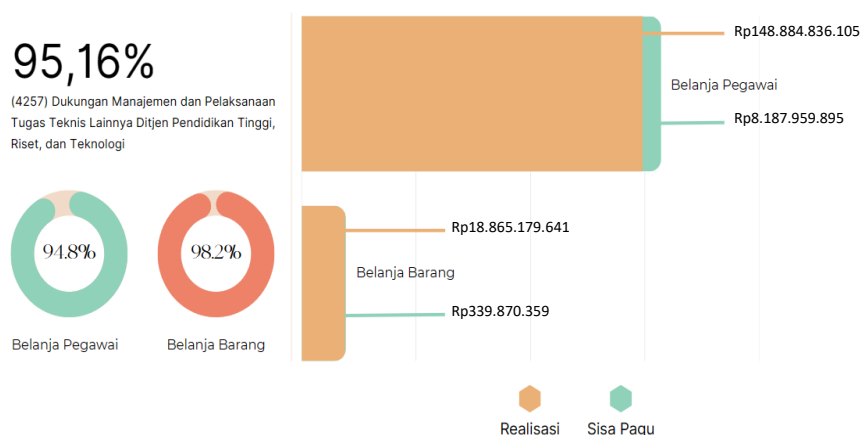 95,16%
(4257) Dukungan Manajemen dan Pelaksanaan
Tugas Teknis Lainnya Ditjen Pendidikan Tinggi,
Riset, dan Teknologi
94.8%
98.2%
Belanja Pegawai
Belanja Barang
Rp148.884.836.105
Belanja Pegawai
Rp8.187.959.895
Rp18.865.179.641
Belanja Barang
Rp339.870.359
Realisasi
Sisa Pagu